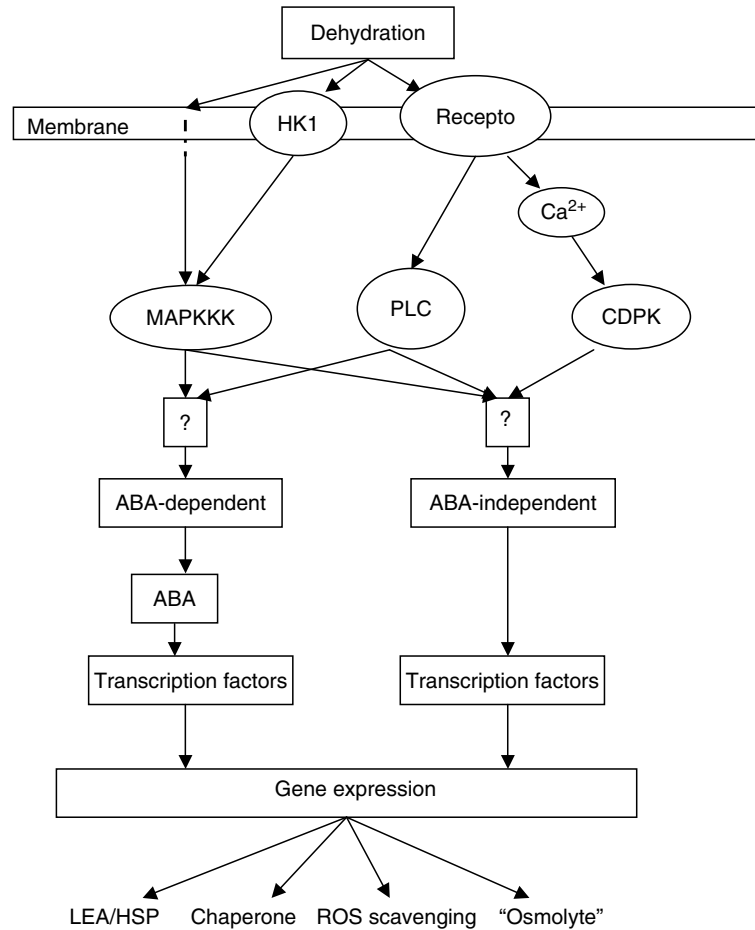 Dehydration
Membrane
HK1
Recepto
Ca²⁺
MAPKKK
PLC
CDPK
?
?
ABA-dependent
ABA-independent
ABA
Transcription factors
Transcription factors
Gene expression
LEA/HSP
Chaperone
ROS scavenging
“Osmolyte”